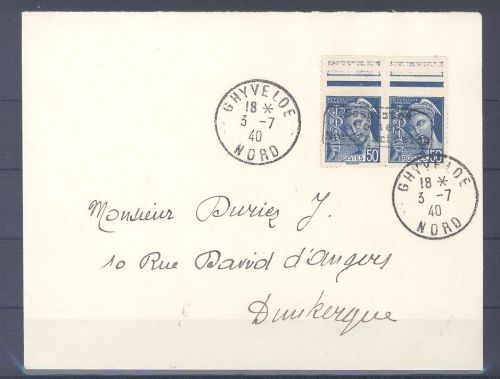 GHYVELDE
18 *
3 -7
40
NORD
POSTES 50
POSTES 50
GHYVELDE
18 *
3 -7
40
NORD
Monsieur Duriez J.
10 Rue David d'Angers
Dunkerque